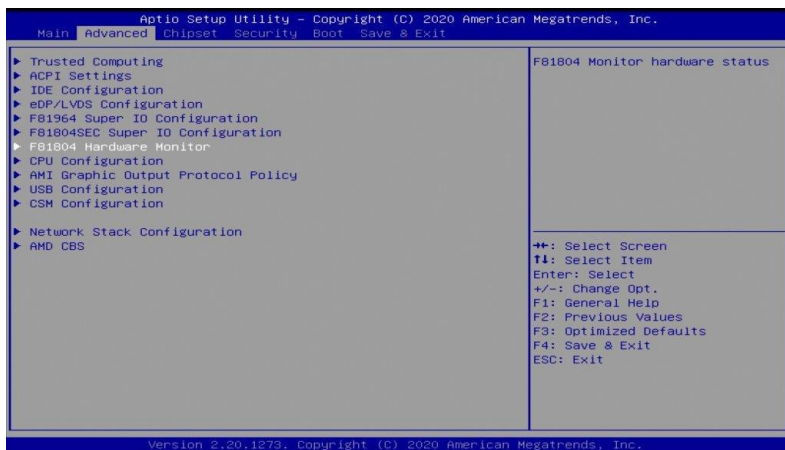 Aptio Setup Utility – Copyright (C) 2020 American Megatrends, Inc.
Main Advanced Chipset Security Boot Save & Exit
▶ Trusted Computing
▶ ACPI Settings
▶ IDE Configuration
▶ eDP/LVDS Configuration
▶ F81964 Super IO Configuration
▶ F81804SEC Super IO Configuration
▶ F81804 Hardware Monitor
▶ CPU Configuration
▶ AMI Graphic Output Protocol Policy
▶ USB Configuration
▶ CSM Configuration
▶ Network Stack Configuration
▶ AMD CBS
F81804 Monitor hardware status
→←: Select Screen
↑↓: Select Item
Enter: Select
+/-: Change Opt.
F1: General Help
F2: Previous Values
F3: Optimized Defaults
F4: Save & Exit
ESC: Exit
Version 2.20.1273. Copyright (C) 2020 American Megatrends, Inc.